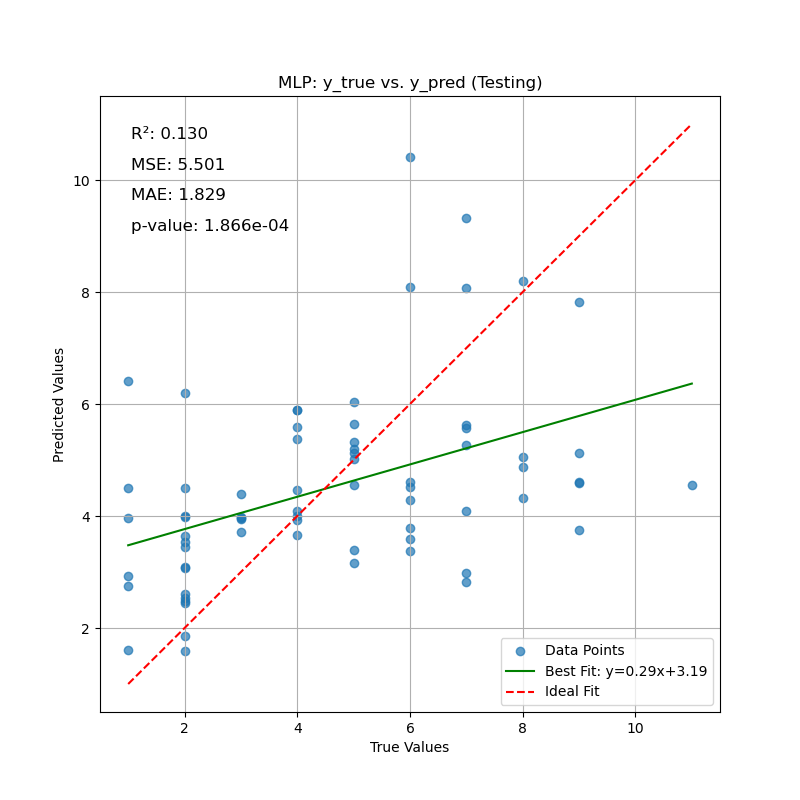 MLP: y_true vs. y_pred (Testing)
R²: 0.130
MSE: 5.501
MAE: 1.829
p-value: 1.866e-04
10
8
6
4
2
Predicted Values
2 4 6 8 10
True Values
Data Points
Best Fit: y=0.29x+3.19
Ideal Fit